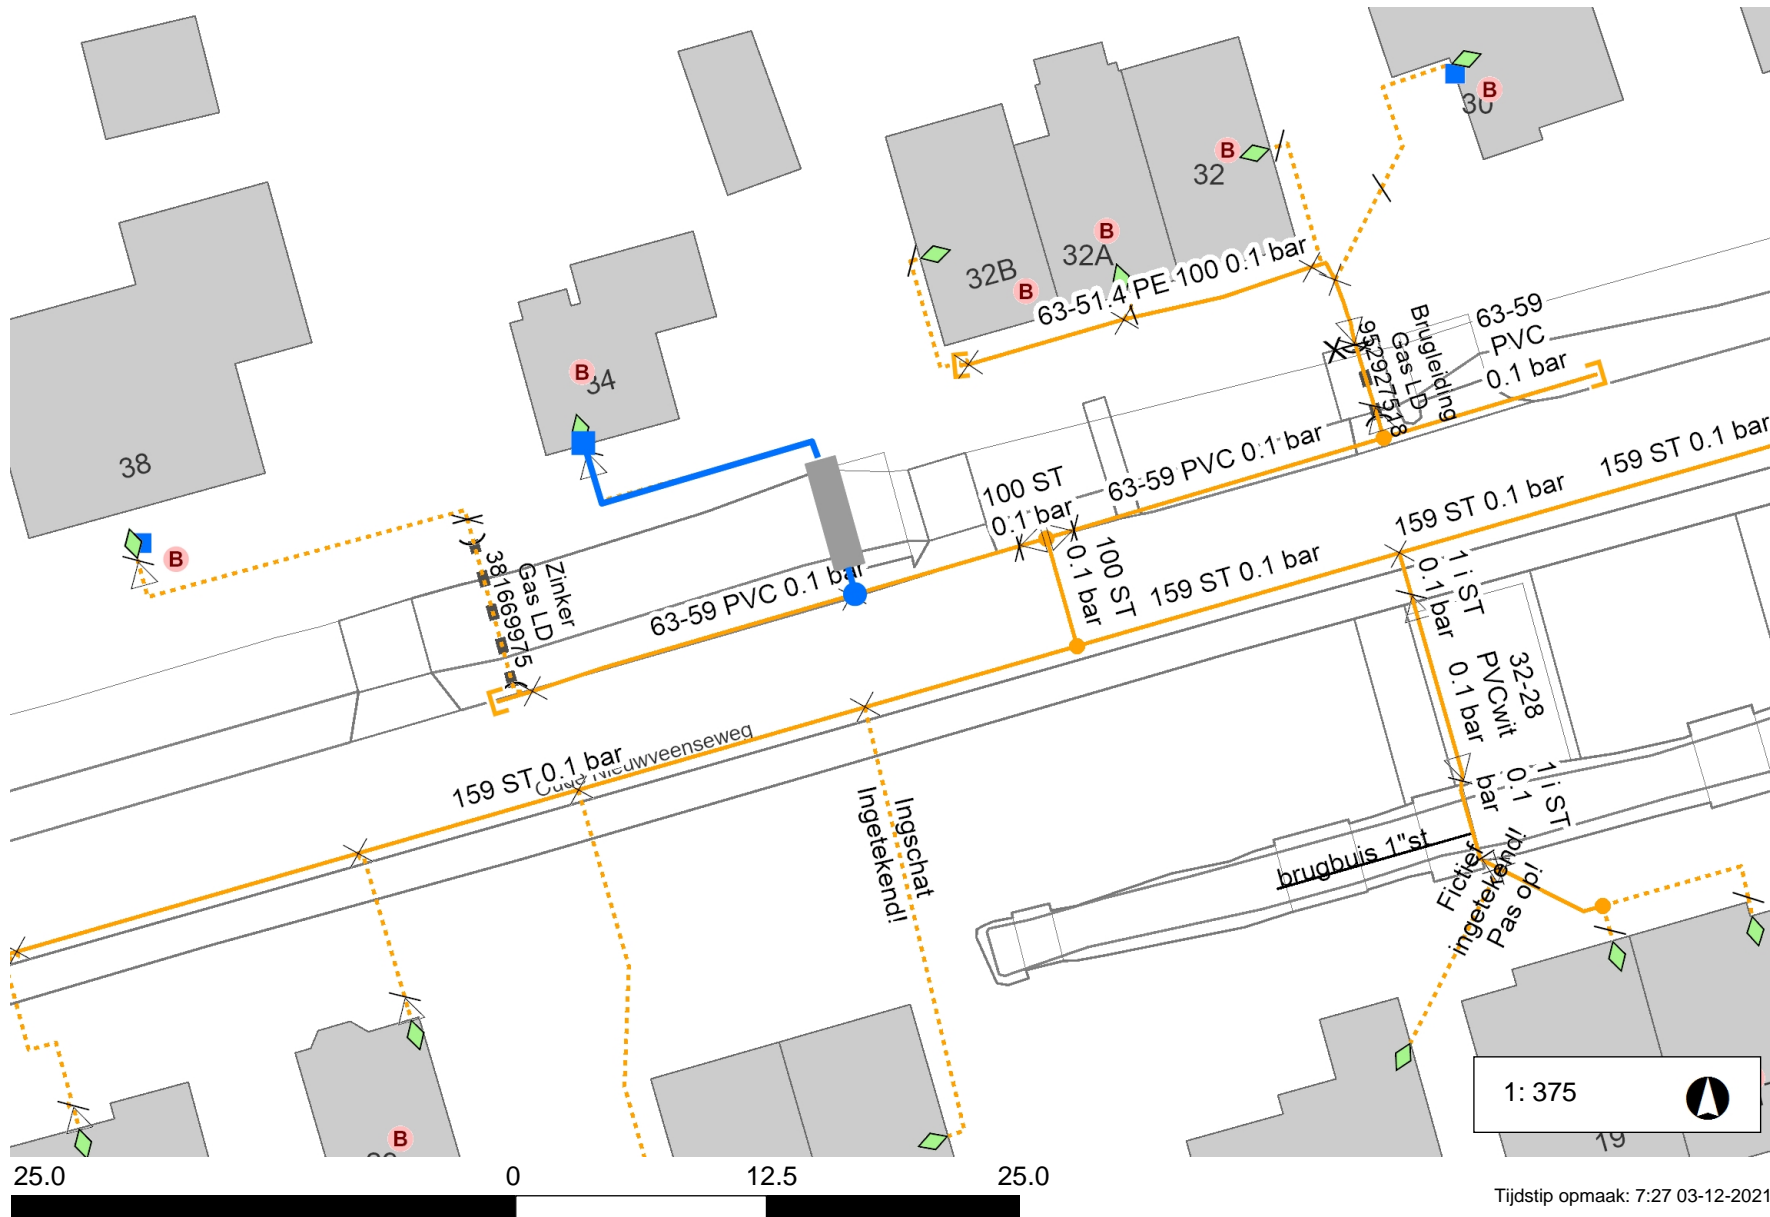 B
30
B
32
B
32A
32B
B
63-51.4 PE 100 0.1 bar
63-59
PVC
0.1 bar
Brugleiding
Gas LD
952927518
B
34
38
B
100 ST
0.1 bar
63-59 PVC 0.1 bar
159 ST 0.1 bar
159 ST 0.1 bar
159 ST 0.1 bar
100 ST
0.1 bar
Zinker
Gas LD
381669975
63-59 PVC 0.1 bar
1 i ST
0.1 bar
32-28
PVCwit
0.1 bar
1 i ST
0.1
bar
159 ST 0.1 bar
Oude Nieuwveenseweg
Ingschat
Ingetekend!
brugbuis 1"st
Fictief
ingetekend!
Pas op!
B
19
1: 375
25.0
0
12.5
25.0
Tijdstip opmaak: 7:27 03-12-2021